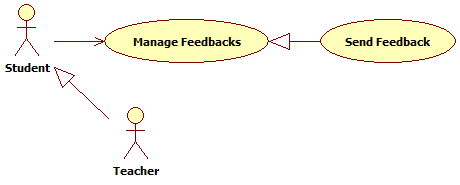 Manage Feedbacks
Send Feedback
Student
Teacher